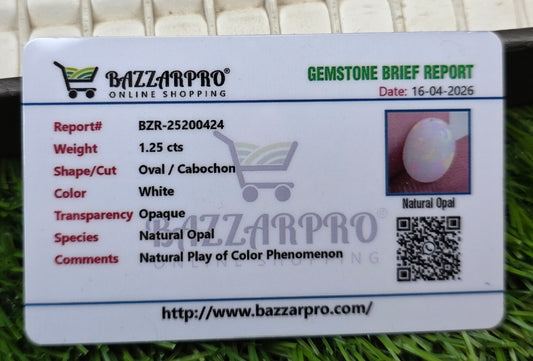 BAZZARPRO®
ONLINE SHOPPING
GEMSTONE BRIEF REPORT
Date: 16-04-2026
Report# BZR-25200424
Weight 1.25 cts
Shape/Cut Oval / Cabochon
Color White
Transparency Opaque
Species Natural Opal
Comments Natural Play of Color Phenomenon
Natural Opal
BAZZARPRO®
ONLINE SHOPPING
http://www.bazzarpro.com/